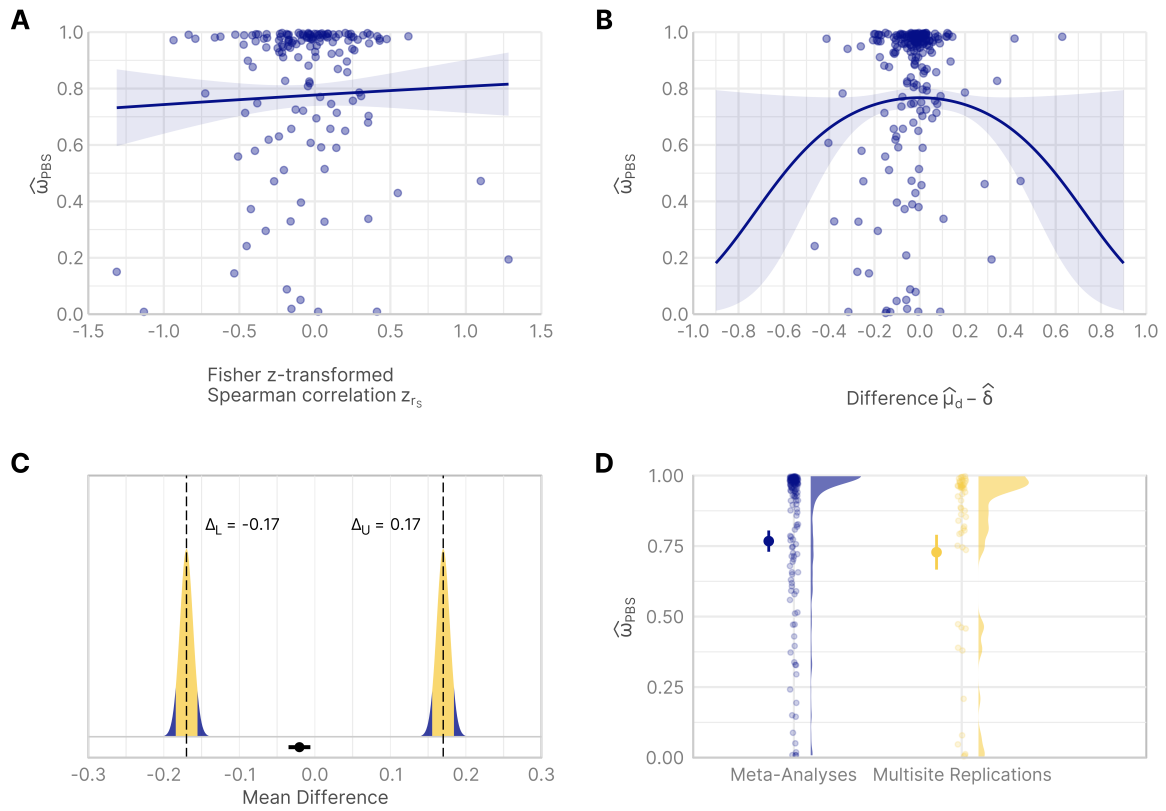 A
B
1.0
0.8
0.6
0.4
0.2
0.0
ω̂PBS
-1.5
-1.0
-0.5
0.0
0.5
1.0
1.5
Fisher z-transformed
Spearman correlation zrS
1.0
0.8
0.6
0.4
0.2
0.0
ω̂PBS
-1.0
-0.8
-0.6
-0.4
-0.2
0.0
0.2
0.4
0.6
0.8
1.0
Difference μ̂d – δ̂
C
D
ΔL = -0.17
ΔU = 0.17
-0.3
-0.2
-0.1
0.0
0.1
0.2
0.3
Mean Difference
1.00
0.75
0.50
0.25
0.00
ω̂PBS
Meta-Analyses
Multisite Replications